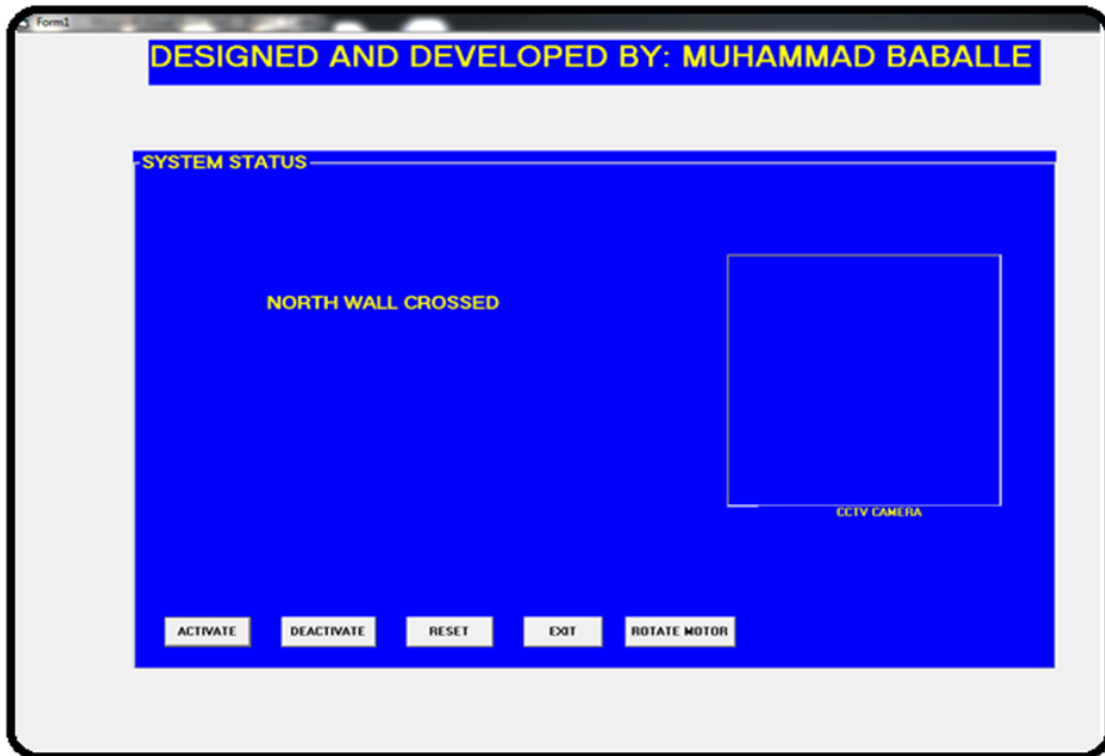 Form1
DESIGNED AND DEVELOPED BY: MUHAMMAD BABALLE
SYSTEM STATUS
NORTH WALL CROSSED
CCTV CAMERA
ACTIVATE DEACTIVATE RESET EXIT ROTATE MOTOR